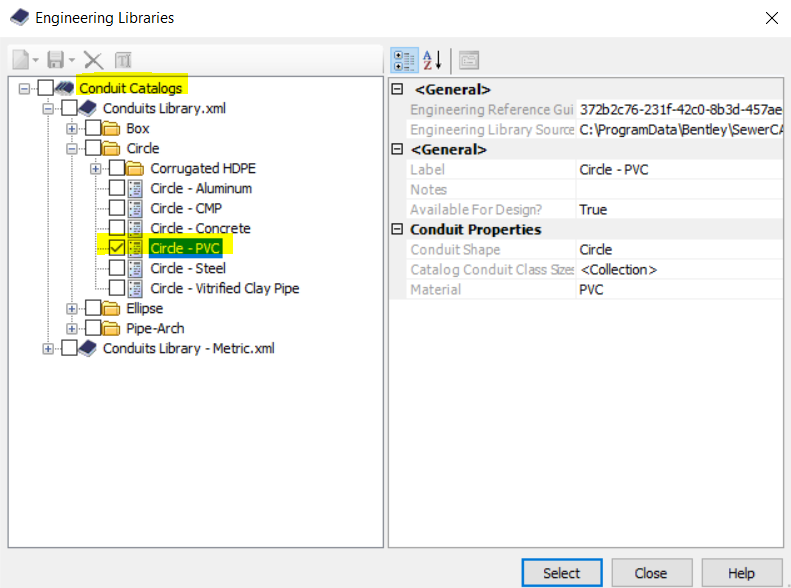 Engineering Libraries
Conduit Catalogs
Conduits Library.xml
Box
Circle
Corrugated HDPE
Circle - Aluminum
Circle - CMP
Circle - Concrete
Circle - PVC
Circle - Steel
Circle - Vitrified Clay Pipe
Ellipse
Pipe-Arch
Conduits Library - Metric.xml
<General>
Engineering Reference Gui 372b2c76-231f-42c0-8b3d-457ae
Engineering Library Source C:\ProgramData\Bentley\SewerCA
<General>
Label Circle - PVC
Notes
Available For Design? True
Conduit Properties
Conduit Shape Circle
Catalog Conduit Class Sizes <Collection>
Material PVC
Select Close Help